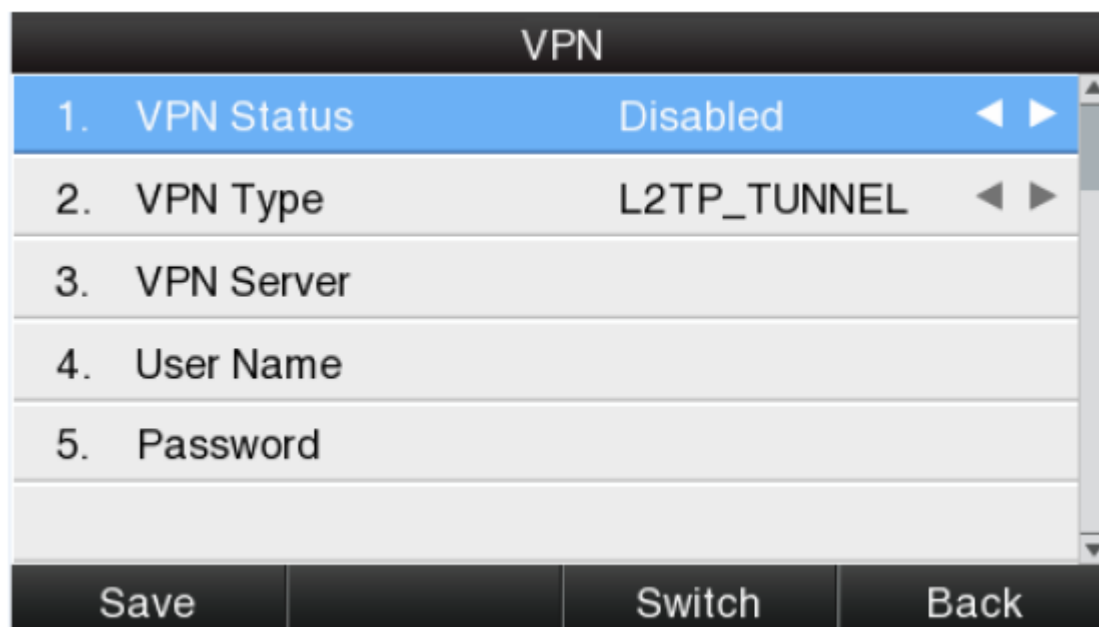 VPN
1. VPN Status Disabled
2. VPN Type L2TP_TUNNEL
3. VPN Server
4. User Name
5. Password
Save Switch Back